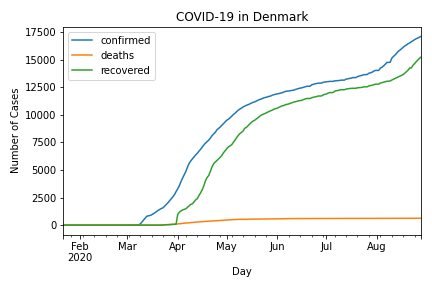 COVID-19 in Denmark
confirmed
deaths
recovered
17500
15000
12500
10000
7500
5000
2500
0
Number of Cases
Feb Mar Apr May Jun Jul Aug
2020
Day